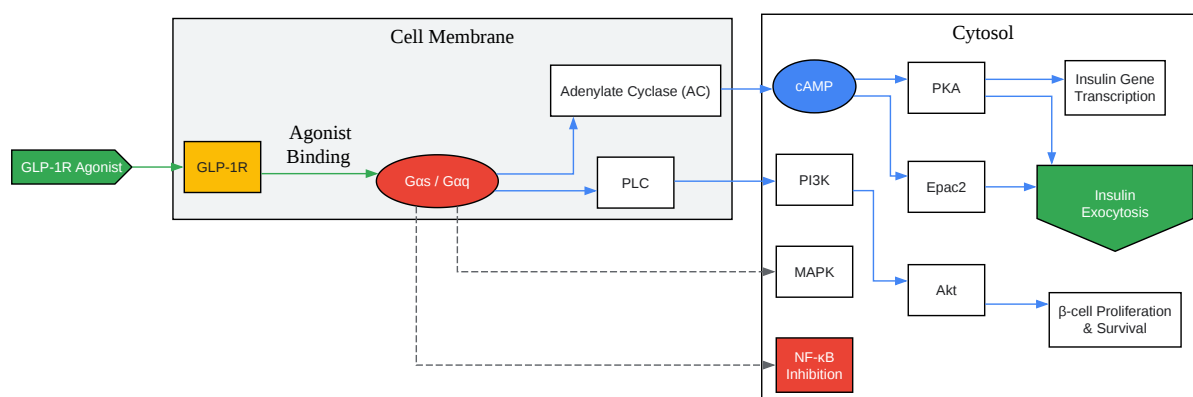 Cell Membrane
Cytosol
GLP-1R Agonist
GLP-1R
Agonist
Binding
Gαs / Gαq
Adenylate Cyclase (AC)
PLC
cAMP
PI3K
MAPK
NF-κB
Inhibition
PKA
Epac2
Akt
Insulin Gene
Transcription
Insulin
Exocytosis
β-cell Proliferation
& Survival